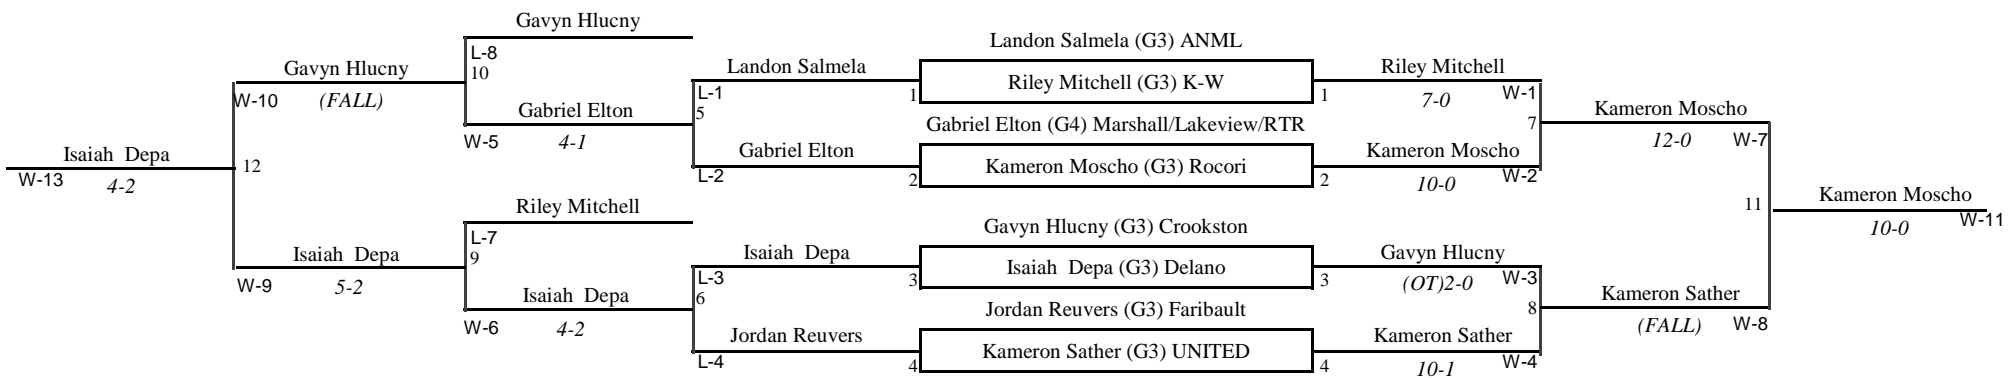 Gavyn Hlucny
L-8
10
Landon Salmela (G3) ANML
Gavyn Hlucny
W-10
(FALL)
Landon Salmela
L-1
5
1
Riley Mitchell (G3) K-W
1
Riley Mitchell
7-0
W-1
Gabriel Elton
W-5
4-1
Gabriel Elton (G4) Marshall/Lakeview/RTR
7
Kameron Moscho
12-0
W-7
Isaiah Depa
W-13
4-2
12
Gabriel Elton
L-2
2
Kameron Moscho (G3) Rocori
2
Kameron Moscho
10-0
W-2
Riley Mitchell
L-7
9
11
Kameron Moscho
10-0
W-11
Gavyn Hlucny (G3) Crookston
Isaiah Depa
W-9
5-2
Isaiah Depa
L-3
6
3
Isaiah Depa (G3) Delano
3
Gavyn Hlucny
(OT)2-0
W-3
Isaiah Depa
W-6
4-2
Jordan Reuvers (G3) Faribault
8
Kameron Sather
(FALL)
W-8
Jordan Reuvers
L-4
4
Kameron Sather (G3) UNITED
4
Kameron Sather
10-1
W-4